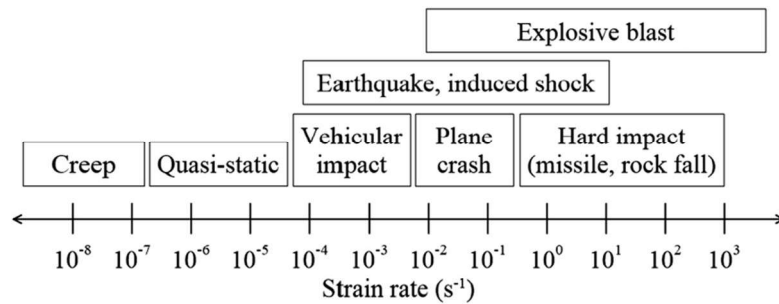 Explosive blast
Earthquake, induced shock
Creep
Quasi-static
Vehicular
impact
Plane
crash
Hard impact
(missile, rock fall)
10⁻⁸ 10⁻⁷ 10⁻⁶ 10⁻⁵ 10⁻⁴ 10⁻³ 10⁻² 10⁻¹ 10⁰ 10¹ 10² 10³
Strain rate (s⁻¹)